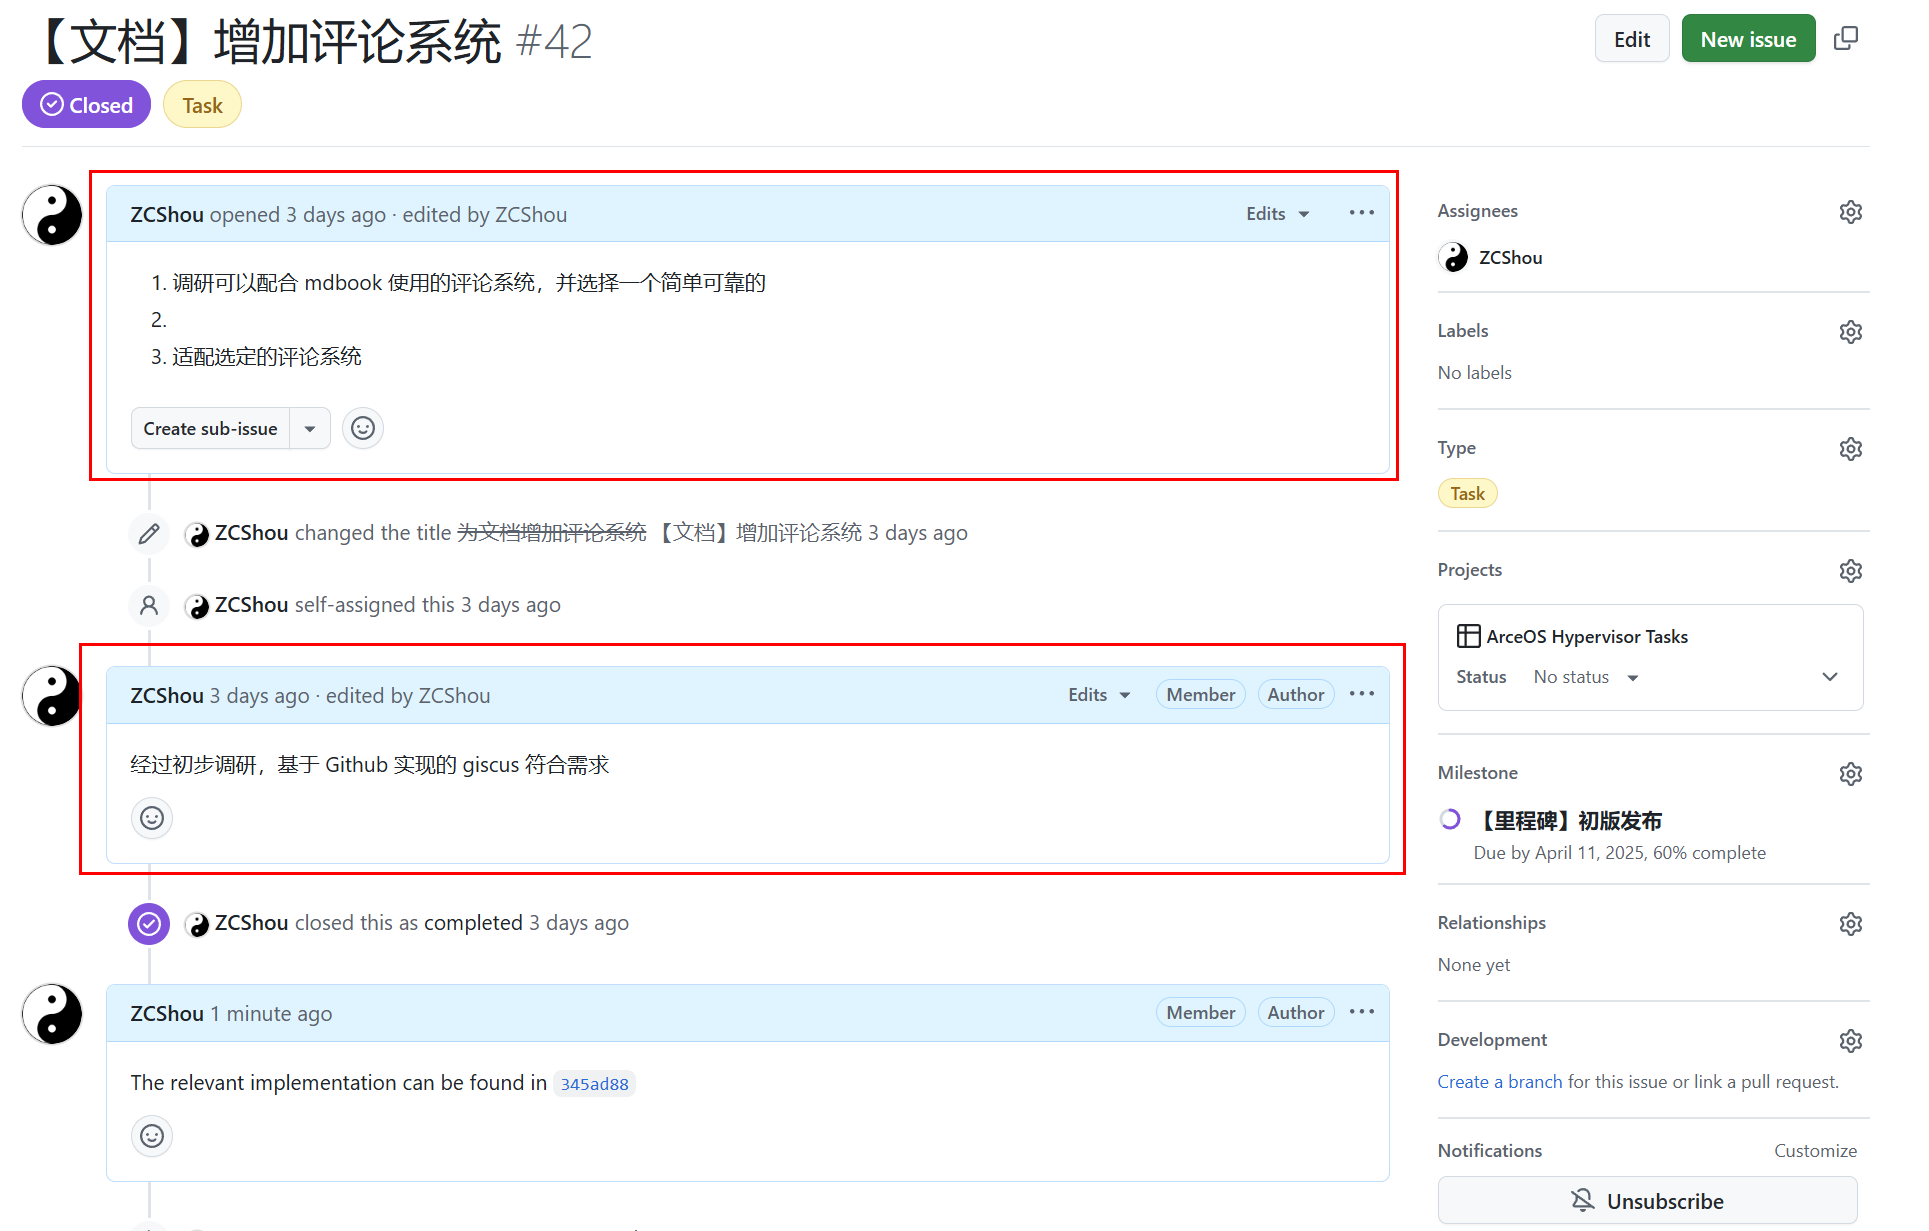 【文档】增加评论系统 #42
Edit
New issue
Closed
Task
ZCShou opened 3 days ago · edited by ZCShou
Edits
1. 调研可以配合 mdbook 使用的评论系统，并选择一个简单可靠的
2.
3. 适配选定的评论系统
Create sub-issue
ZCShou changed the title 为文档增加评论系统 【文档】增加评论系统 3 days ago
ZCShou self-assigned this 3 days ago
ZCShou 3 days ago · edited by ZCShou
Edits
Member
Author
经过初步调研，基于 Github 实现的 giscus 符合需求
ZCShou closed this as completed 3 days ago
ZCShou 1 minute ago
Member
Author
The relevant implementation can be found in 345ad88
Assignees
ZCShou
Labels
No labels
Type
Task
Projects
ArceOS Hypervisor Tasks
Status No status
Milestone
【里程碑】初版发布
Due by April 11, 2025, 60% complete
Relationships
None yet
Development
Create a branch for this issue or link a pull request.
Notifications
Customize
Unsubscribe